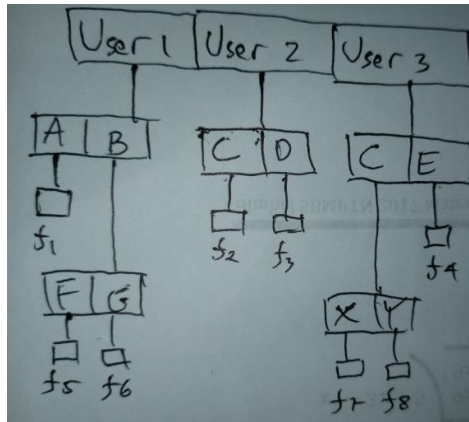 User 1 User 2 User 3
A B C D C E
f1 f2 f3 f4
F G X Y
f5 f6 f7 f8